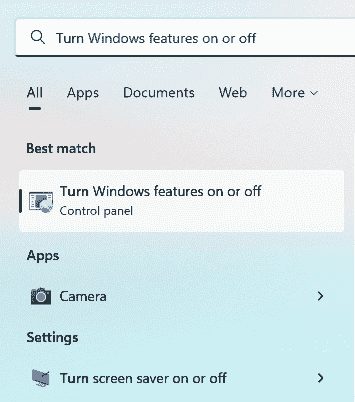 Turn Windows features on or off
All Apps Documents Web More
Best match
Turn Windows features on or off
Control panel
Apps
Camera
Settings
Turn screen saver on or off